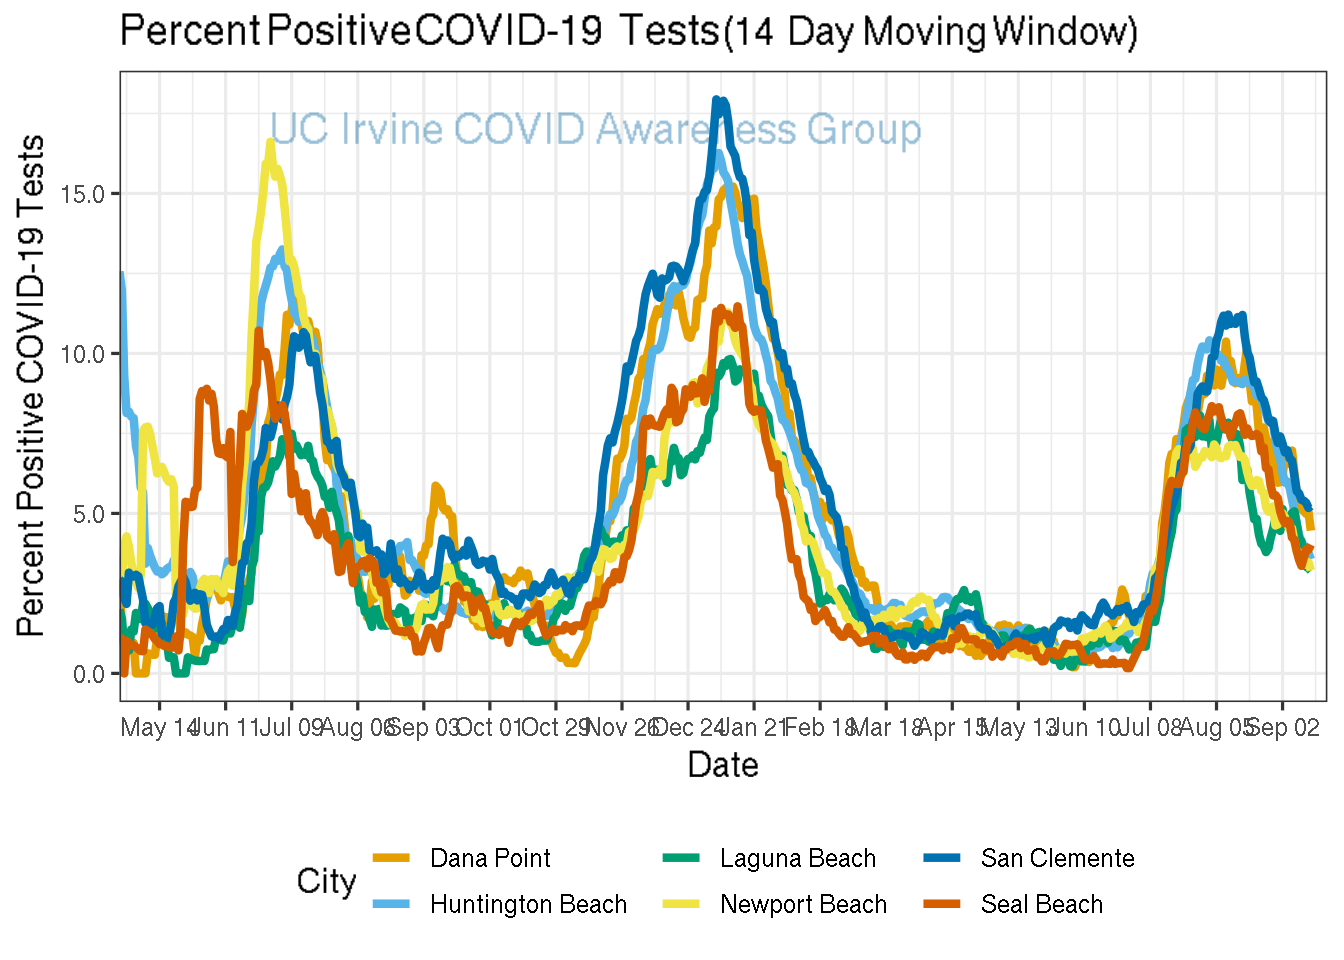 Percent Positive COVID-19 Tests(14 Day Moving Window)
UC Irvine COVID Awareness Group
Percent Positive COVID-19 Tests
15.0
10.0
5.0
0.0
May 14 Jun 11 Jul 09 Aug 06 Sep 03 Oct 01 Oct 29 Nov 26 Dec 24 Jan 21 Feb 18 Mar 18 Apr 15 May 13 Jun 10 Jul 08 Aug 05 Sep 02
Date
City
Dana Point Laguna Beach San Clemente
Huntington Beach Newport Beach Seal Beach